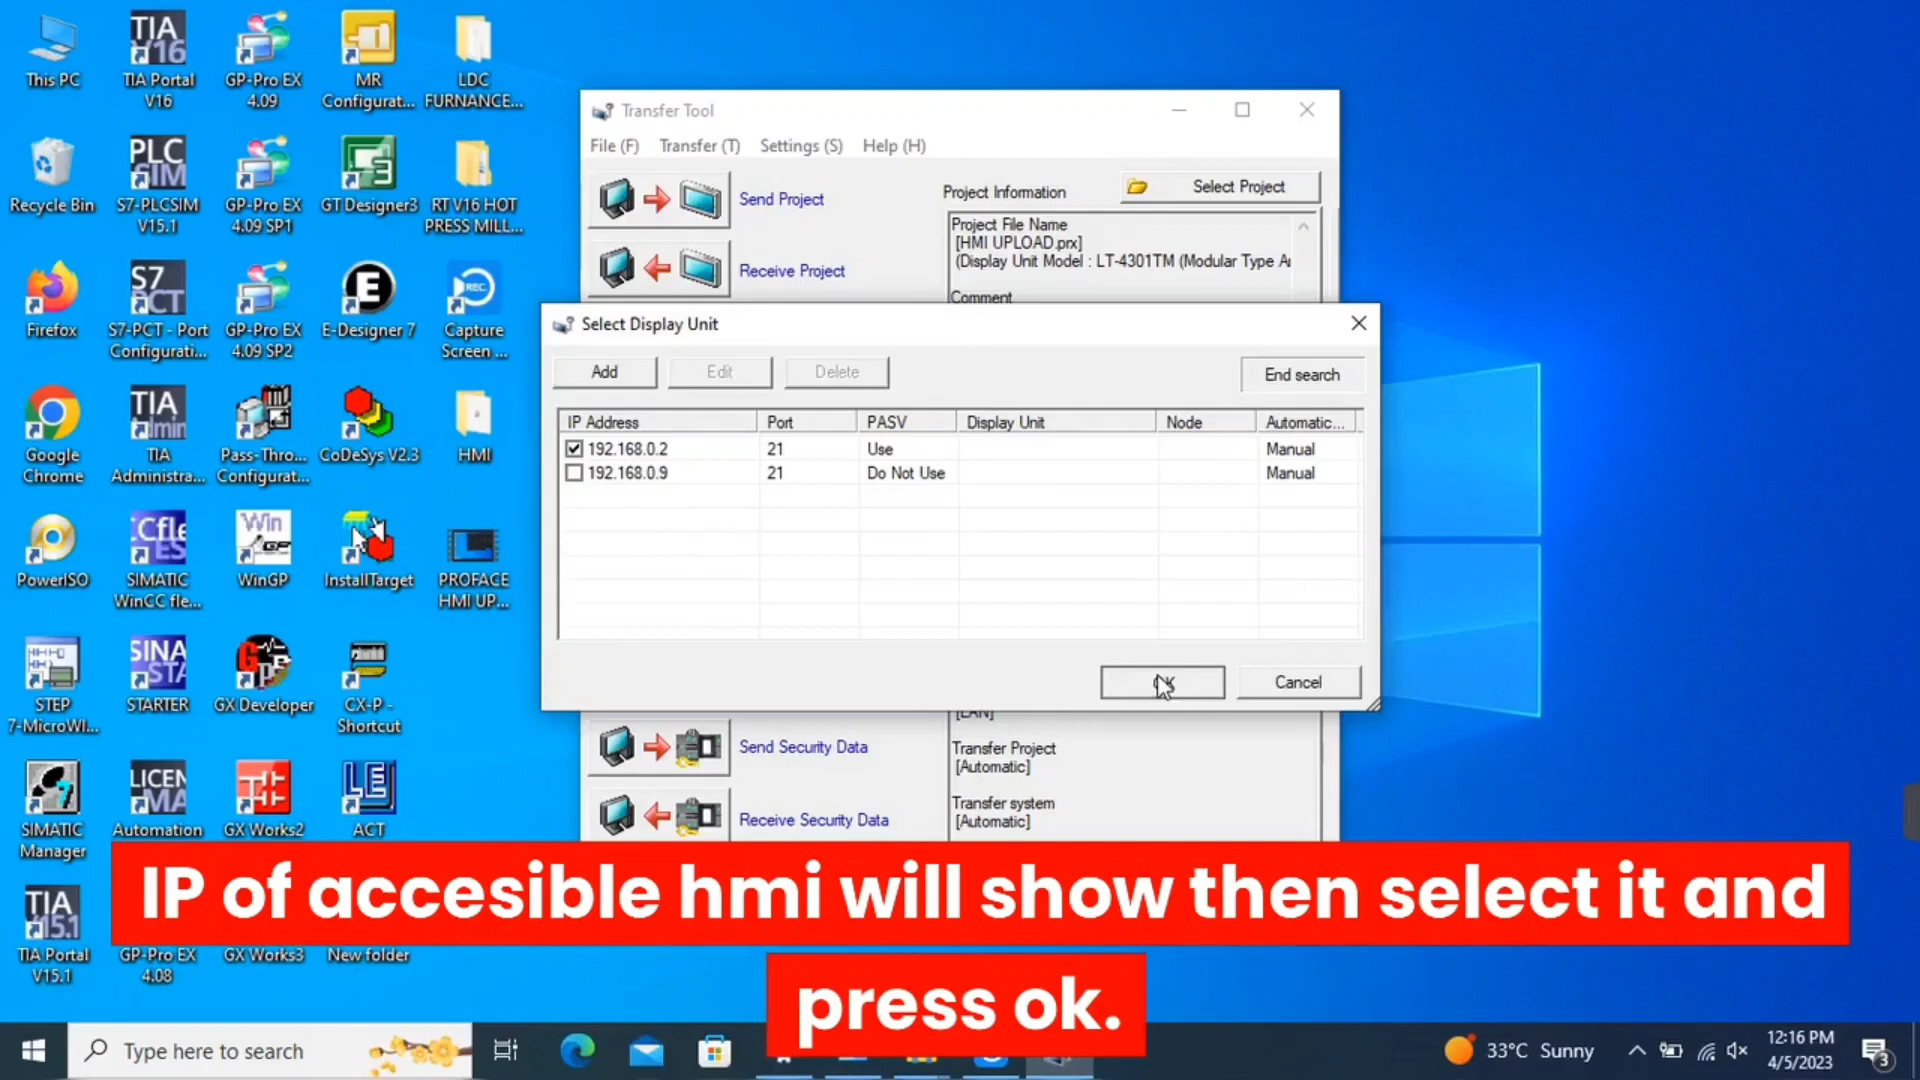 This PC
TIA Portal
V16
GP-Pro EX
4.09
MR
Configurat...
LDC
FURNANCE...
Recycle Bin
S7-PLCSIM
V15.1
GP-Pro EX
4.09 SP1
GT Designer3
RT V16 HOT
PRESS MILL...
Firefox
S7-PCT - Port
Configurati...
GP-Pro EX
4.09 SP2
E-Designer 7
Capture
Screen ...
Google
Chrome
TIA
Administra...
Pass-Thro...
Configurat...
CoDeSys V2.3
HMI
PowerISO
SIMATIC
WinCC fle...
WinGP
InstallTarget
PROFACE
HMI UP...
STEP
7-MicroWI...
STARTER
GX Developer
CX-P -
Shortcut
SIMATIC
Manager
Automation
GX Works2
ACT
TIA Portal
V15.1
GP-Pro EX
4.08
GX Works3
New folder
Transfer Tool
File (F) Transfer (T) Settings (S) Help (H)
Send Project
Receive Project
Project Information
Select Project
Project File Name
[HMI UPLOAD.prx]
(Display Unit Model : LT-4301TM (Modular Type A
Comment
Select Display Unit
Add Edit Delete End search
IP Address Port PASV Display Unit Node Automatic...
192.168.0.2 21 Use Manual
192.168.0.9 21 Do Not Use Manual
OK Cancel
[LAN]
Send Security Data
Transfer Project
[Automatic]
Receive Security Data
Transfer system
[Automatic]
IP of accesible hmi will show then select it and
press ok.
Type here to search
33°C Sunny
12:16 PM
4/5/2023
3